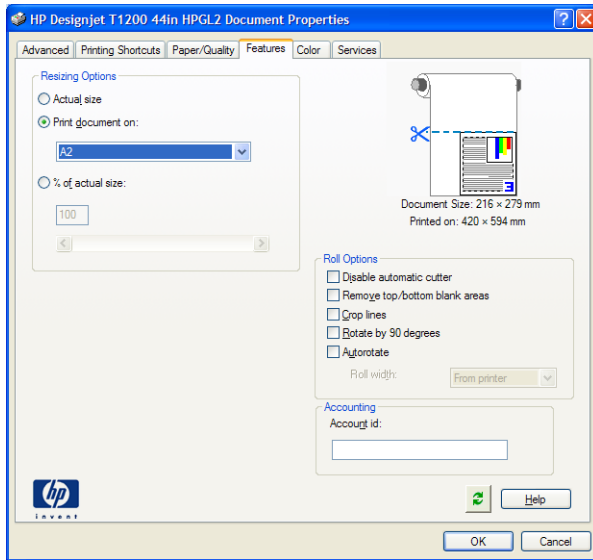 HP Designjet T1200 44in HPGL2 Document Properties
Advanced Printing Shortcuts Paper/Quality Features Color Services
Resizing Options
Actual size
Print document on:
A2
% of actual size:
100
3
Document Size: 216 × 279 mm
Printed on: 420 × 594 mm
Roll Options
Disable automatic cutter
Remove top/bottom blank areas
Crop lines
Rotate by 90 degrees
Autorotate
Roll width: From printer
Accounting
Account id:
hp
invent
Help
OK Cancel